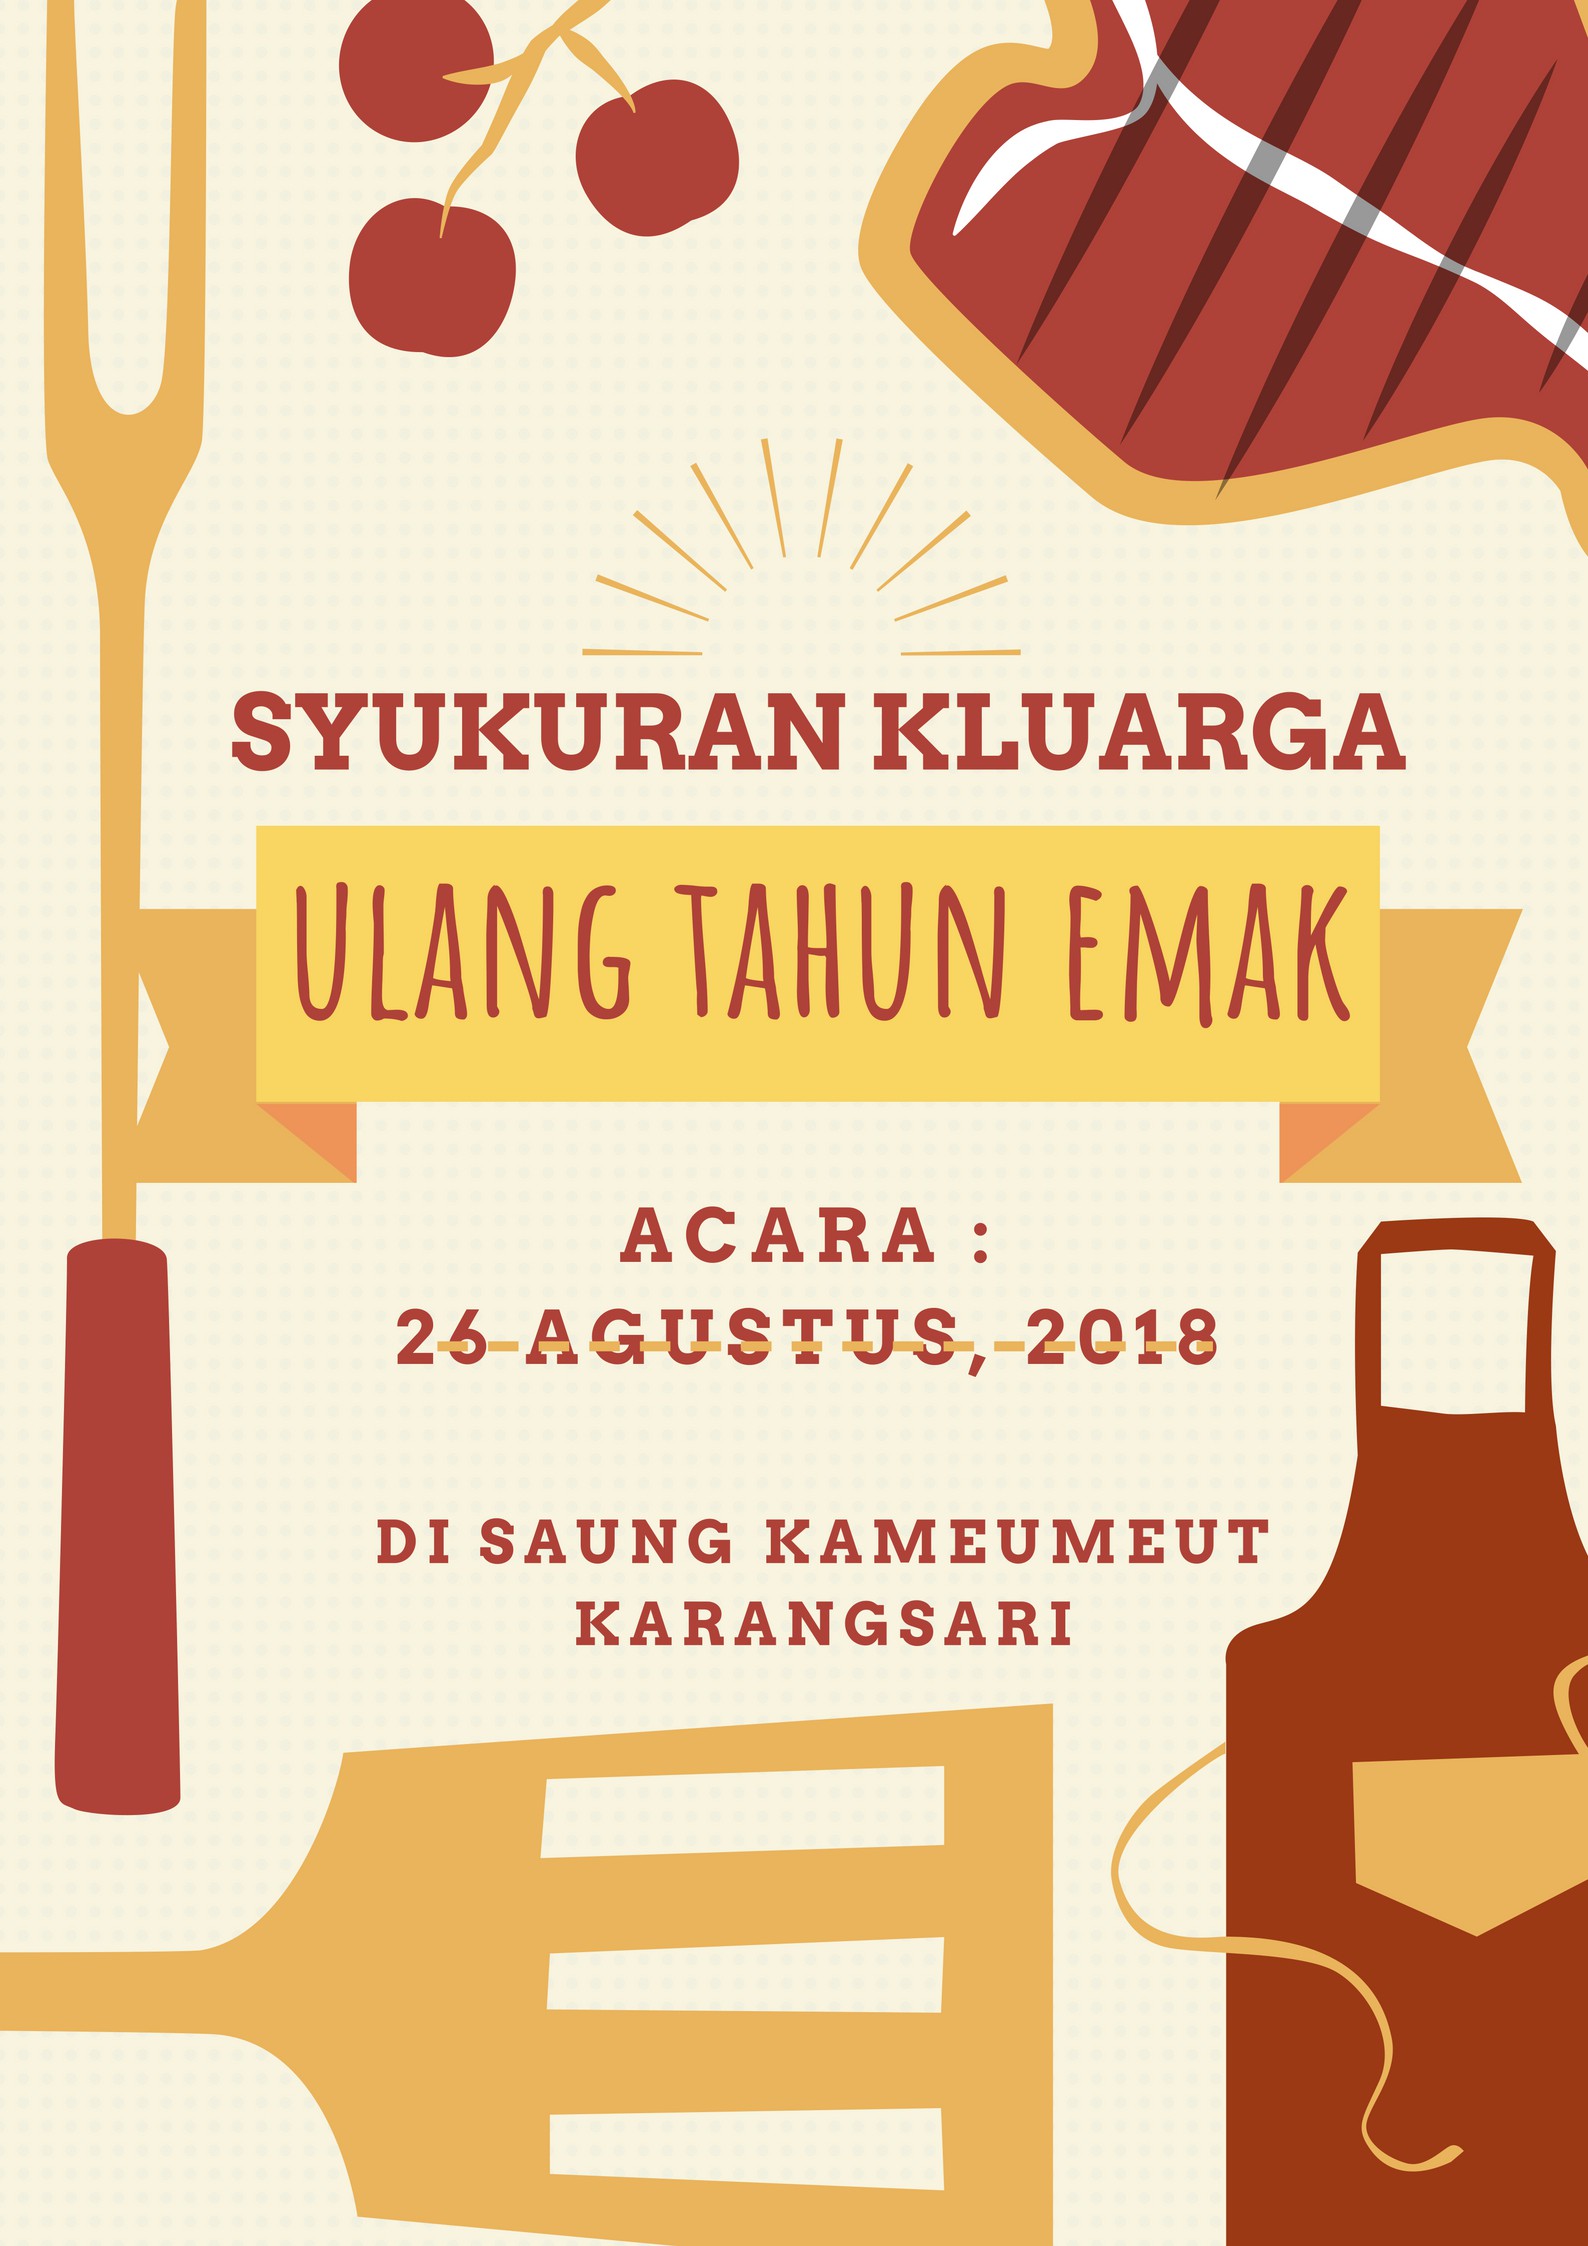 SYUKURAN KLUARGA
ULANG TAHUN EMAK
ACARA :
26 AGUSTUS, 2018
DI SAUNG KAMEUMEUT
KARANGSARI